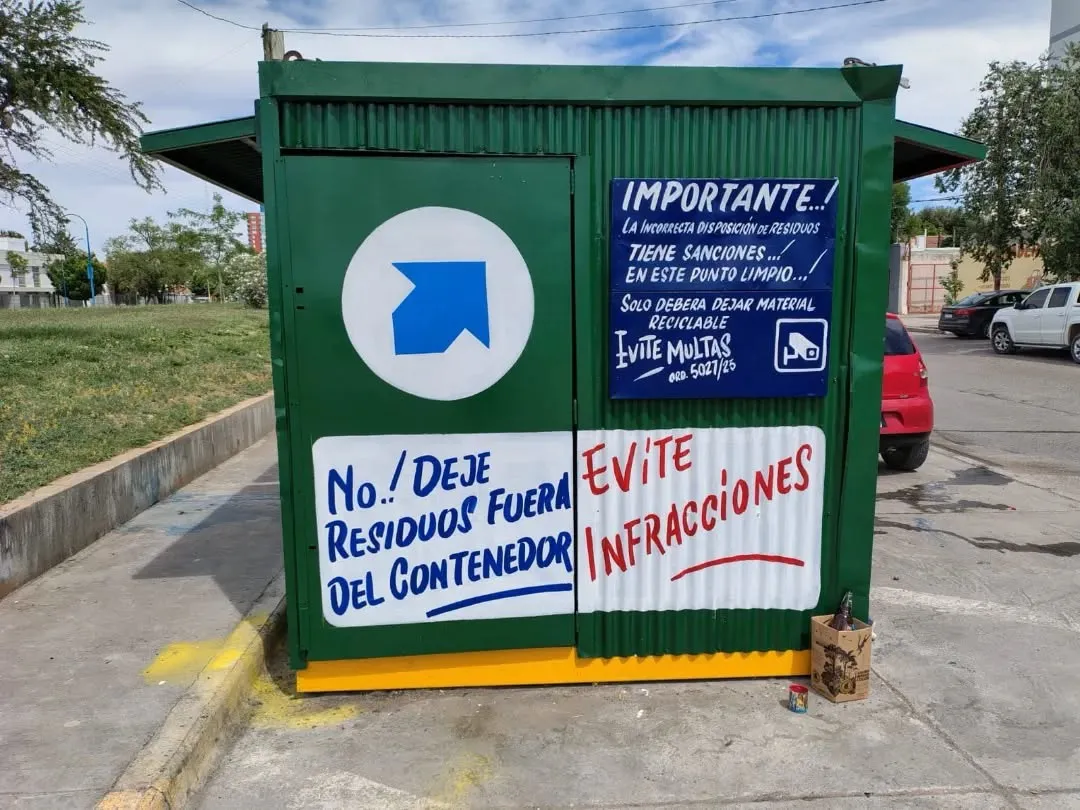 IMPORTANTE..!
LA INCORRECTA DISPOSICIÓN DE RESIDUOS
TIENE SANCIONES.../
EN ESTE PUNTO LIMPIO...!
SOLO DEBERA DEJAR MATERIAL
RECICLABLE
EVITE MULTAS
ORD. 5027/25
No..! DEJE
RESIDUOS FUERA
DEL CONTENEDOR
EViTE
INFRACCiONES